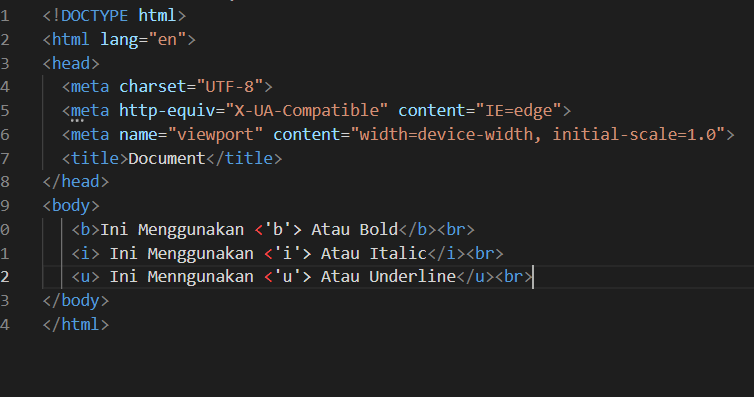 1 <!DOCTYPE html>
2 <html lang="en">
3 <head>
4 <meta charset="UTF-8">
5 <meta http-equiv="X-UA-Compatible" content="IE=edge">
6 <meta name="viewport" content="width=device-width, initial-scale=1.0">
7 <title>Document</title>
8 </head>
9 <body>
0 <b>Ini Menggunakan <'b'> Atau Bold</b><br>
1 <i> Ini Menggunakan <'i'> Atau Italic</i><br>
2 <u> Ini Menngunakan <'u'> Atau Underline</u><br>
3 </body>
4 </html>